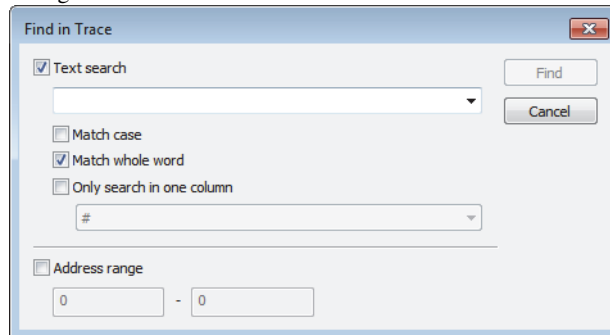 Find in Trace
Text search
Find
Cancel
Match case
Match whole word
Only search in one column
#
Address range
0 - 0